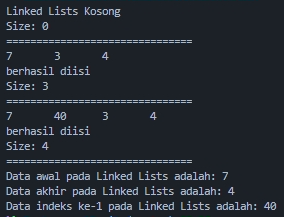 Linked Lists Kosong
Size: 0
===============================
7 3 4
berhasil diisi
Size: 3
===============================
7 40 3 4
berhasil diisi
Size: 4
===============================
Data awal pada Linked Lists adalah: 7
Data akhir pada Linked Lists adalah: 4
Data indeks ke-1 pada Linked Lists adalah: 40